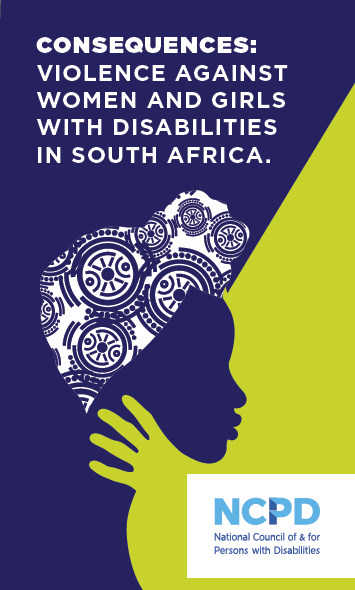 CONSEQUENCES:
VIOLENCE AGAINST
WOMEN AND GIRLS
WITH DISABILITIES
IN SOUTH AFRICA.
NCPD
National Council of & for
Persons with Disabilities